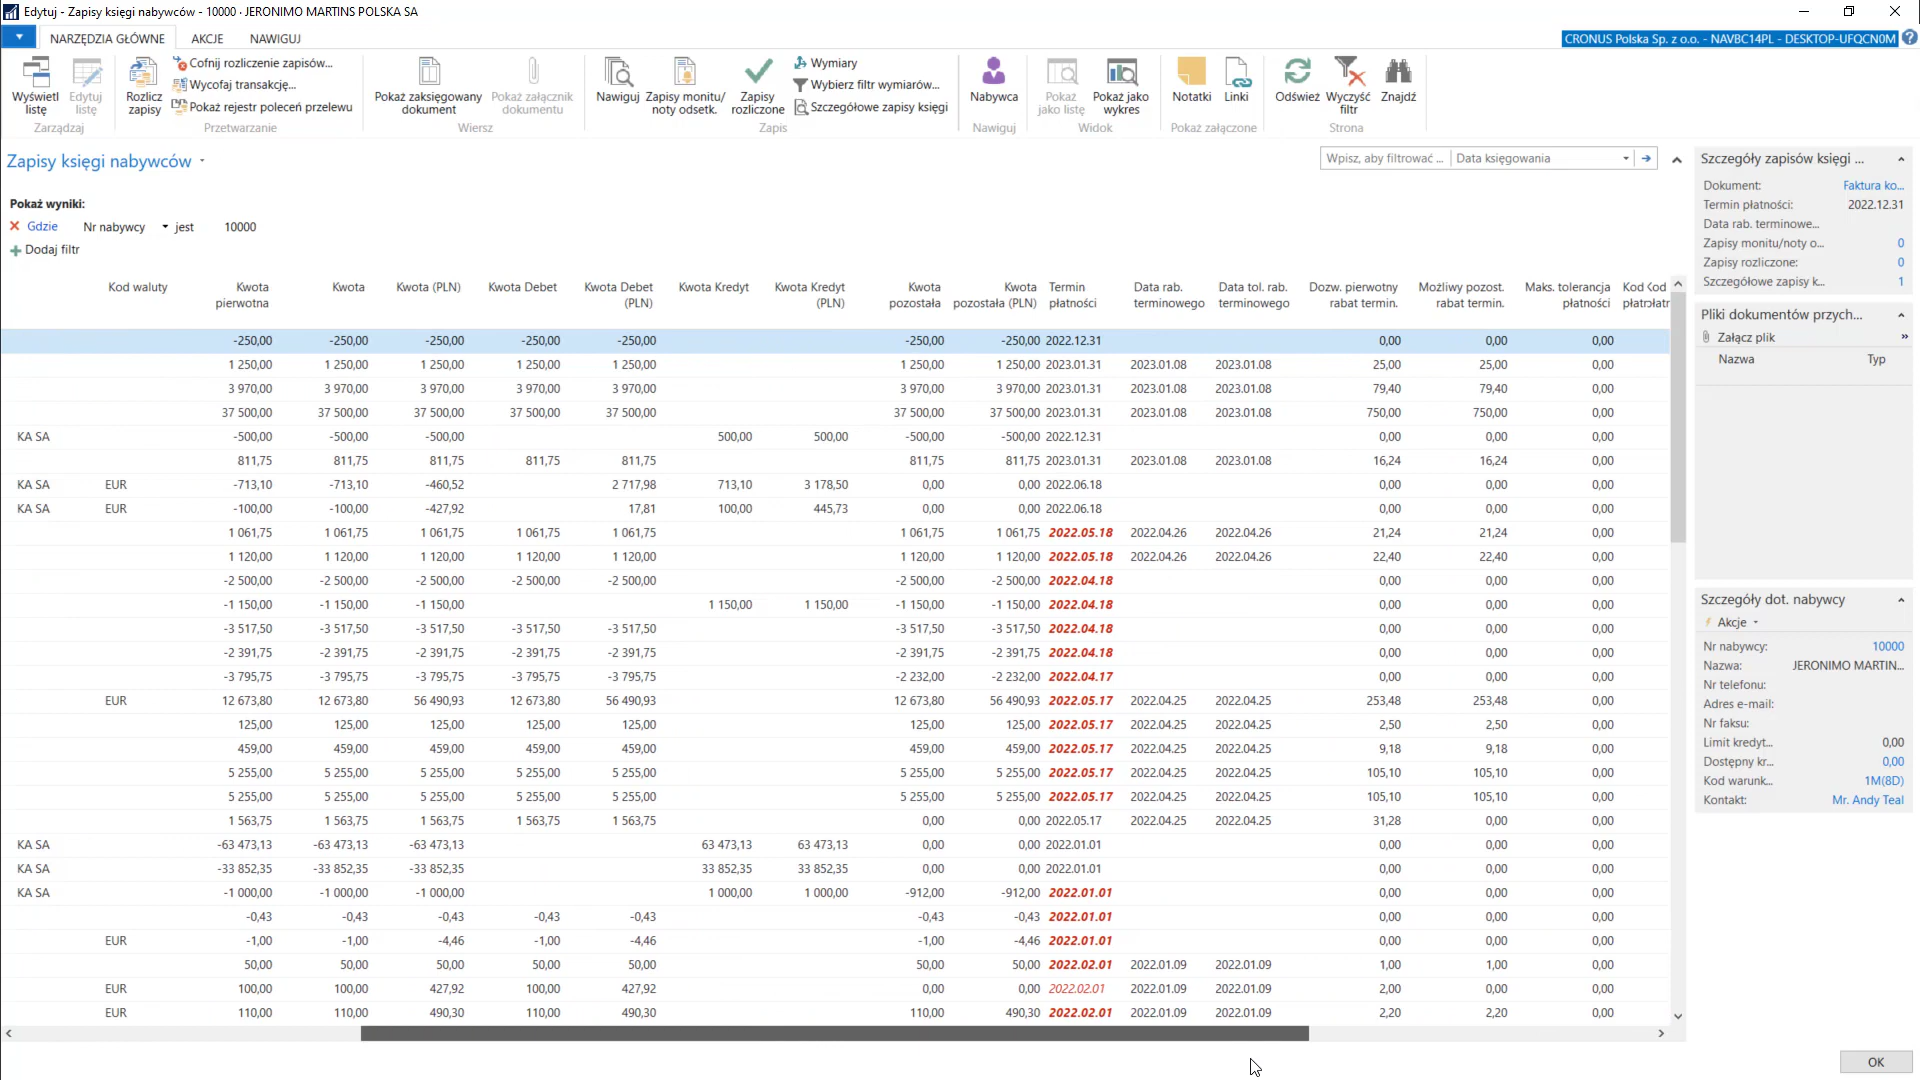 Edytuj - Zapisy księgi nabywców - 10000 · JERONIMO MARTINS POLSKA SA
NARZĘDZIA GŁÓWNE AKCJE NAWIGUJ
CRONUS Polska Sp. z o.o. - NAVBC14PL - DESKTOP-UFQCN0M
Wyświetl listę
Edytuj listę
Zarządzaj
Rozlicz zapisy
Cofnij rozliczenie zapisów...
Wycofaj transakcję...
Pokaż rejestr poleceń przelewu
Przetwarzanie
Pokaż zaksięgowany dokument
Pokaż załącznik dokumentu
Wiersz
Nawiguj
Zapisy monitu/ noty odsetk.
Zapisy rozliczone
Wymiary
Wybierz filtr wymiarów...
Szczegółowe zapisy księgi
Zapis
Nabywca
Nawiguj
Pokaż jako listę
Pokaż jako wykres
Widok
Notatki
Linki
Pokaż załączone
Odśwież
Wyczyść filtr
Znajdź
Strona
Zapisy księgi nabywców
Wpisz, aby filtrować ... Data księgowania
Pokaż wyniki:
Gdzie Nr nabywcy jest 10000
Dodaj filtr
Kod waluty Kwota pierwotna Kwota Kwota (PLN) Kwota Debet Kwota Debet (PLN) Kwota Kredyt Kwota Kredyt (PLN) Kwota pozostała Kwota pozostała (PLN) Termin płatności Data rab. terminowego Data tol. rab. terminowego Dozw. pierwotny rabat termin. Możliwy pozost. rabat termin. Maks. tolerancja płatności
-250,00 -250,00 -250,00 -250,00 -250,00 -250,00 -250,00 2022.12.31 0,00 0,00 0,00
1 250,00 1 250,00 1 250,00 1 250,00 1 250,00 1 250,00 1 250,00 2023.01.31 2023.01.08 2023.01.08 25,00 25,00 0,00
3 970,00 3 970,00 3 970,00 3 970,00 3 970,00 3 970,00 3 970,00 2023.01.31 2023.01.08 2023.01.08 79,40 79,40 0,00
37 500,00 37 500,00 37 500,00 37 500,00 37 500,00 37 500,00 37 500,00 2023.01.31 2023.01.08 2023.01.08 750,00 750,00 0,00
KA SA -500,00 -500,00 -500,00 500,00 500,00 -500,00 -500,00 2022.12.31 0,00 0,00 0,00
811,75 811,75 811,75 811,75 811,75 811,75 811,75 2023.01.31 2023.01.08 2023.01.08 16,24 16,24 0,00
KA SA EUR -713,10 -713,10 -460,52 2 717,98 713,10 3 178,50 0,00 0,00 2022.06.18 0,00 0,00 0,00
KA SA EUR -100,00 -100,00 -427,92 17,81 100,00 445,73 0,00 0,00 2022.06.18 0,00 0,00 0,00
1 061,75 1 061,75 1 061,75 1 061,75 1 061,75 1 061,75 1 061,75 2022.05.18 2022.04.26 2022.04.26 21,24 21,24 0,00
1 120,00 1 120,00 1 120,00 1 120,00 1 120,00 1 120,00 1 120,00 2022.05.18 2022.04.26 2022.04.26 22,40 22,40 0,00
-2 500,00 -2 500,00 -2 500,00 -2 500,00 -2 500,00 -2 500,00 -2 500,00 2022.04.18 0,00 0,00 0,00
-1 150,00 -1 150,00 -1 150,00 1 150,00 1 150,00 -1 150,00 -1 150,00 2022.04.18 0,00 0,00 0,00
-3 517,50 -3 517,50 -3 517,50 -3 517,50 -3 517,50 -3 517,50 -3 517,50 2022.04.18 0,00 0,00 0,00
-2 391,75 -2 391,75 -2 391,75 -2 391,75 -2 391,75 -2 391,75 -2 391,75 2022.04.18 0,00 0,00 0,00
-3 795,75 -3 795,75 -3 795,75 -3 795,75 -3 795,75 -2 232,00 -2 232,00 2022.04.17 0,00 0,00 0,00
EUR 12 673,80 12 673,80 56 490,93 12 673,80 56 490,93 12 673,80 56 490,93 2022.05.17 2022.04.25 2022.04.25 253,48 253,48 0,00
125,00 125,00 125,00 125,00 125,00 125,00 125,00 2022.05.17 2022.04.25 2022.04.25 2,50 2,50 0,00
459,00 459,00 459,00 459,00 459,00 459,00 459,00 2022.05.17 2022.04.25 2022.04.25 9,18 9,18 0,00
5 255,00 5 255,00 5 255,00 5 255,00 5 255,00 5 255,00 5 255,00 2022.05.17 2022.04.25 2022.04.25 105,10 105,10 0,00
5 255,00 5 255,00 5 255,00 5 255,00 5 255,00 5 255,00 5 255,00 2022.05.17 2022.04.25 2022.04.25 105,10 105,10 0,00
1 563,75 1 563,75 1 563,75 1 563,75 1 563,75 0,00 0,00 2022.05.17 2022.04.25 2022.04.25 31,28 0,00 0,00
KA SA -63 473,13 -63 473,13 -63 473,13 63 473,13 63 473,13 0,00 0,00 2022.01.01 0,00 0,00 0,00
KA SA -33 852,35 -33 852,35 -33 852,35 33 852,35 33 852,35 0,00 0,00 2022.01.01 0,00 0,00 0,00
KA SA -1 000,00 -1 000,00 -1 000,00 1 000,00 1 000,00 -912,00 -912,00 2022.01.01 0,00 0,00 0,00
-0,43 -0,43 -0,43 -0,43 -0,43 -0,43 -0,43 2022.01.01 0,00 0,00 0,00
EUR -1,00 -1,00 -4,46 -1,00 -4,46 -1,00 -4,46 2022.01.01 0,00 0,00 0,00
50,00 50,00 50,00 50,00 50,00 50,00 50,00 2022.02.01 2022.01.09 2022.01.09 1,00 1,00 0,00
EUR 100,00 100,00 427,92 100,00 427,92 0,00 0,00 2022.02.01 2022.01.09 2022.01.09 2,00 0,00 0,00
EUR 110,00 110,00 490,30 110,00 490,30 110,00 490,30 2022.02.01 2022.01.09 2022.01.09 2,20 2,20 0,00
Szczegóły zapisów księgi ...
Dokument: Faktura ko...
Termin płatności: 2022.12.31
Data rab. terminowe...
Zapisy monitu/noty o... 0
Zapisy rozliczone: 0
Szczegółowe zapisy k... 1
Pliki dokumentów przych...
Załącz plik »
Nazwa Typ
Szczegóły dot. nabywcy
Akcje
Nr nabywcy: 10000
Nazwa: JERONIMO MARTIN...
Nr telefonu:
Adres e-mail:
Nr faksu:
Limit kredyt... 0,00
Dostępny kr... 0,00
Kod warunk... 1M(8D)
Kontakt: Mr. Andy Teal
OK